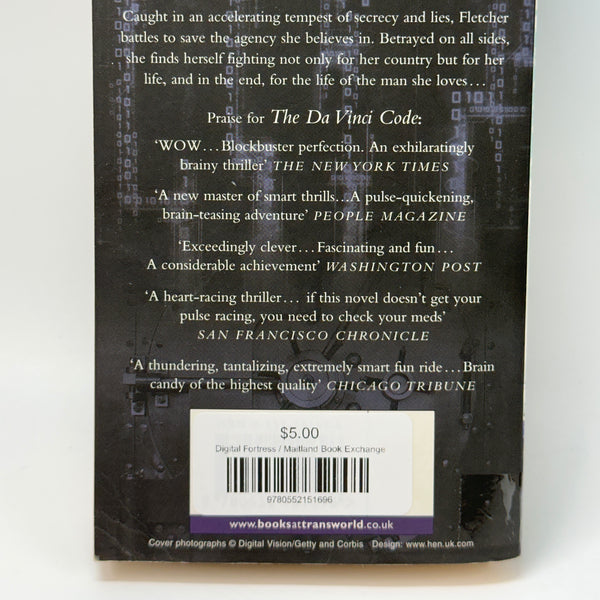 Caught in an accelerating tempest of secrecy and lies, Fletcher
battles to save the agency she believes in. Betrayed on all sides,
she finds herself fighting not only for her country but for her
life, and in the end, for the life of the man she loves…
Praise for The Da Vinci Code:
‘WOW…Blockbuster perfection. An exhilaratingly
brainy thriller’ THE NEW YORK TIMES
‘A new master of smart thrills…A pulse-quickening,
brain-teasing adventure’ PEOPLE MAGAZINE
‘Exceedingly clever…Fascinating and fun…
A considerable achievement’ WASHINGTON POST
‘A heart-racing thriller… if this novel doesn’t get your
pulse racing, you need to check your meds’
SAN FRANCISCO CHRONICLE
‘A thundering, tantalizing, extremely smart fun ride…Brain
candy of the highest quality’ CHICAGO TRIBUNE
$5.00
Digital Fortress / Maitland Book Exchange
9780552151696
www.booksattransworld.co.uk
Cover photographs © Digital Vision/Getty and Corbis Design: www.hen.uk.com